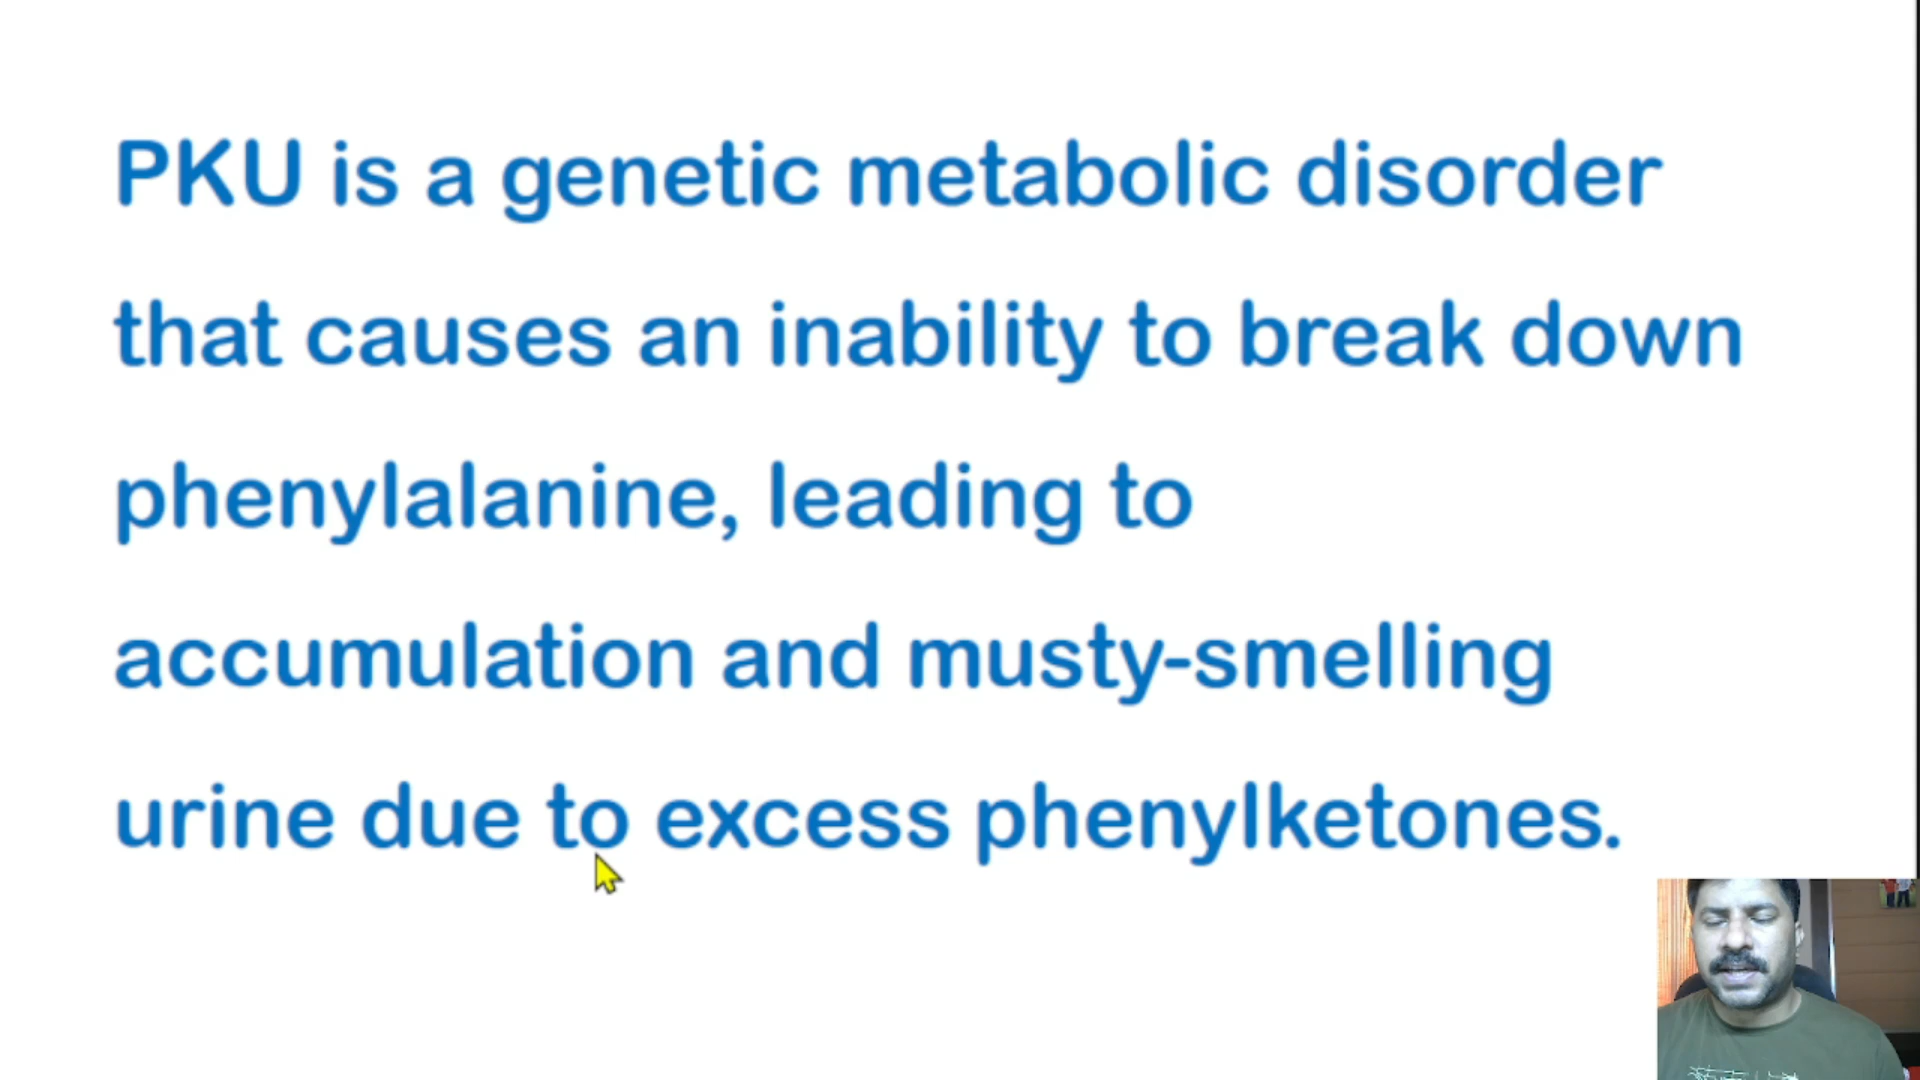 PKU is a genetic metabolic disorder
that causes an inability to break down
phenylalanine, leading to
accumulation and musty-smelling
urine due to excess phenylketones.